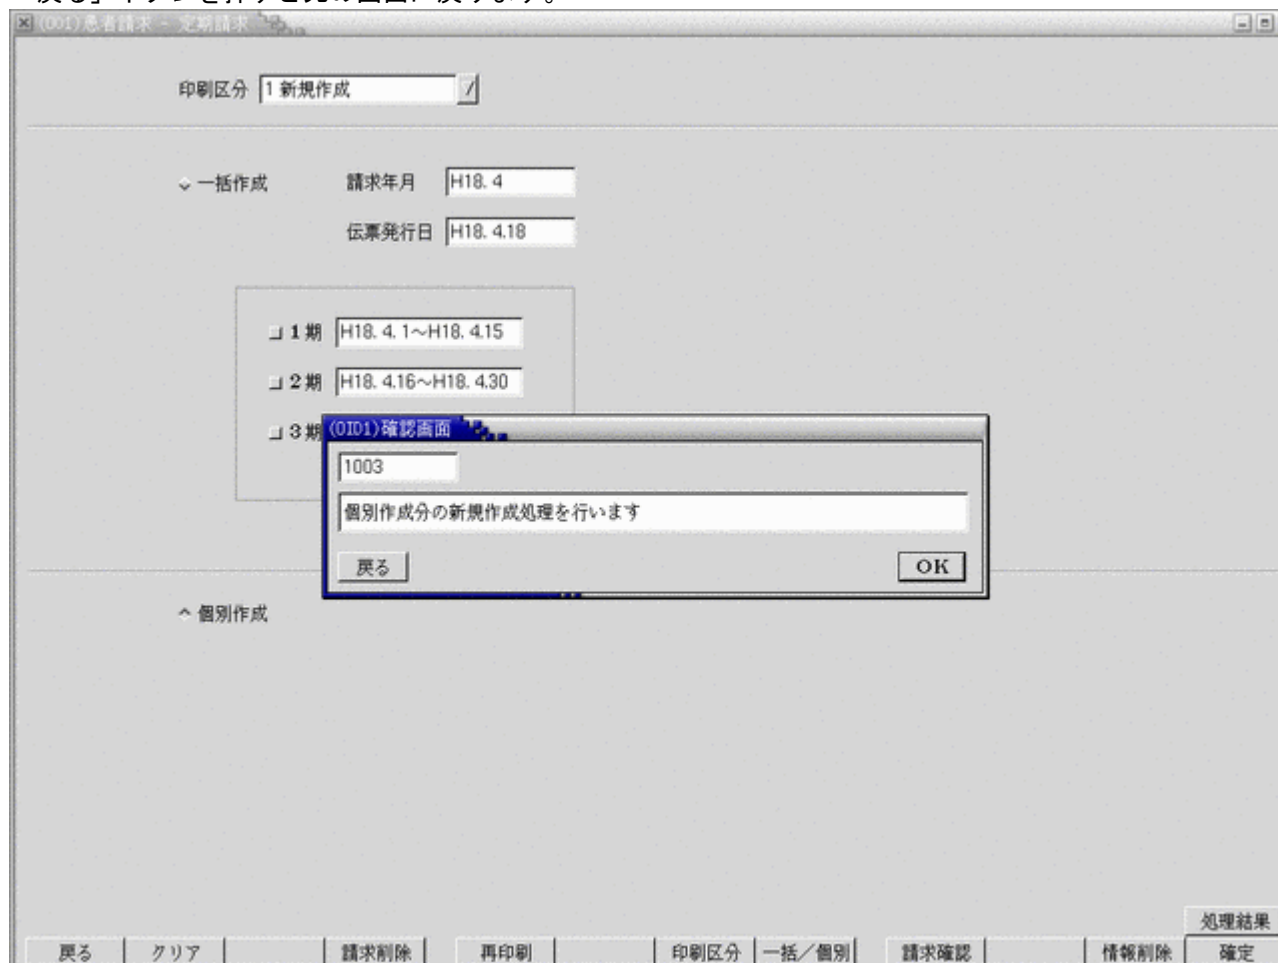 戻る」ボタンを押すと元の画面に戻ります。
(001)患者請求 - 定期請求
印刷区分 1 新規作成
一括作成 請求年月 H18. 4
伝票発行日 H18. 4.18
1期 H18. 4. 1～H18. 4.15
2期 H18. 4.16～H18. 4.30
3期
(0ID1)確認画面
1003
個別作成分の新規作成処理を行います
戻る OK
個別作成
処理結果
戻る クリア 請求削除 再印刷 印刷区分 一括／個別 請求確認 情報削除 確定